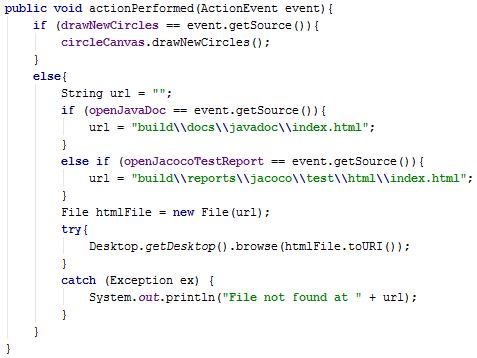 public void actionPerformed(ActionEvent event){
    if (drawNewCircles == event.getSource()){
        circleCanvas.drawNewCircles();
    }
    else{
        String url = "";
        if (openJavaDoc == event.getSource()){
            url = "build\\docs\\javadoc\\index.html";
        }
        else if (openJacocoTestReport == event.getSource()){
            url = "build\\reports\\jacoco\\test\\html\\index.html";
        }
        File htmlFile = new File(url);
        try{
            Desktop.getDesktop().browse(htmlFile.toURI());
        }
        catch (Exception ex) {
            System.out.println("File not found at " + url);
        }
    }
}